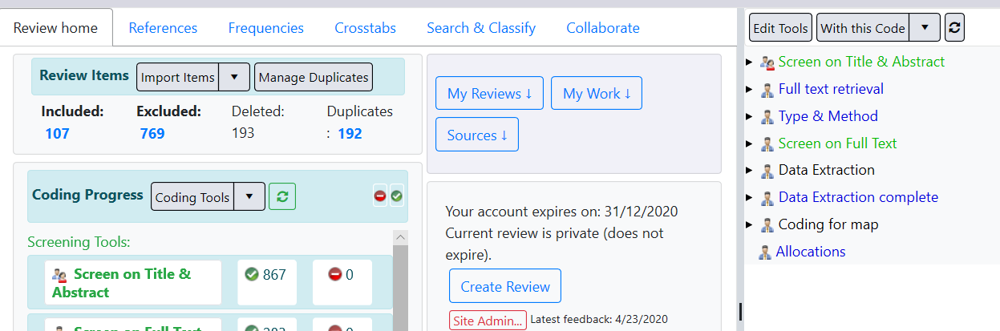 Review home References Frequencies Crosstabs Search & Classify Collaborate
Review Items Import Items ▼ Manage Duplicates
Included: Excluded: Deleted: Duplicates
107 769 193 : 192
Coding Progress Coding Tools ▼
Screening Tools:
Screen on Title &
Abstract
867 0
Screen on Full Text 0
My Reviews ↓ My Work ↓
Sources ↓
Your account expires on: 31/12/2020
Current review is private (does not
expire).
Create Review
Site Admin... Latest feedback: 4/23/2020
Edit Tools With this Code ▼
Screen on Title & Abstract
Full text retrieval
Type & Method
Screen on Full Text
Data Extraction
Data Extraction complete
Coding for map
Allocations